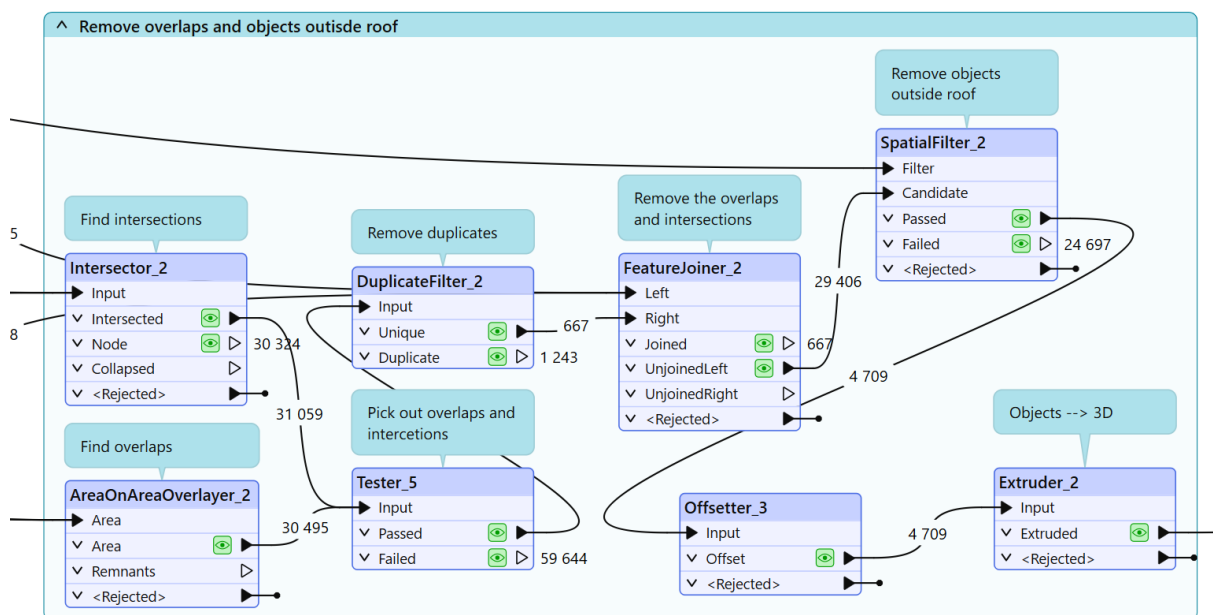 Remove overlaps and objects outisde roof
Remove objects
outside roof
SpatialFilter_2
Filter
Candidate
Passed
Failed
24 697
<Rejected>
Find intersections
5
Intersector_2
Input
Intersected
8
Node
30 324
Collapsed
<Rejected>
31 059
Remove duplicates
DuplicateFilter_2
Input
Unique
667
Duplicate
1 243
Remove the overlaps
and intersections
FeatureJoiner_2
Left
Right
Joined
667
UnjoinedLeft
UnjoinedRight
<Rejected>
29 406
4 709
Find overlaps
AreaOnAreaOverlayer_2
Area
Area
30 495
Remnants
<Rejected>
Pick out overlaps and
intercetions
Tester_5
Input
Passed
Failed
59 644
Offsetter_3
Input
Offset
4 709
<Rejected>
Objects --> 3D
Extruder_2
Input
Extruded
<Rejected>